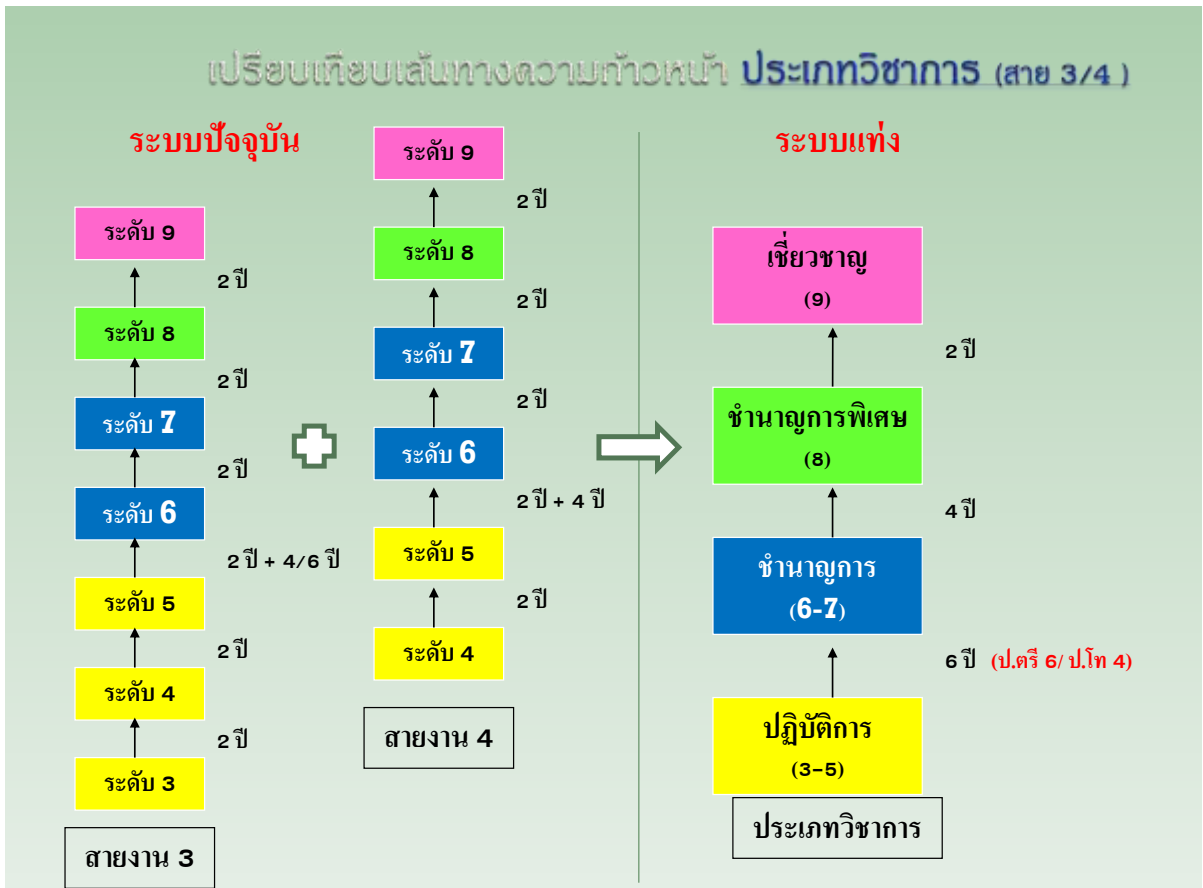 เปรียบเทียบเส้นทางความก้าวหน้า ประเภทวิชาการ (สาย 3/4 )
ระบบปัจจุบัน
ระดับ 9
2 ปี
ระดับ 8
2 ปี
ระดับ 7
2 ปี
ระดับ 6
2 ปี + 4/6 ปี
ระดับ 5
2 ปี
ระดับ 4
2 ปี
ระดับ 3
สายงาน 3
ระดับ 9
2 ปี
ระดับ 8
2 ปี
ระดับ 7
2 ปี
ระดับ 6
2 ปี + 4 ปี
ระดับ 5
2 ปี
ระดับ 4
สายงาน 4
ระบบแท่ง
เชี่ยวชาญ
(9)
2 ปี
ชำนาญการพิเศษ
(8)
4 ปี
ชำนาญการ
(6-7)
6 ปี (ป.ตรี 6/ ป.โท 4)
ปฏิบัติการ
(3-5)
ประเภทวิชาการ